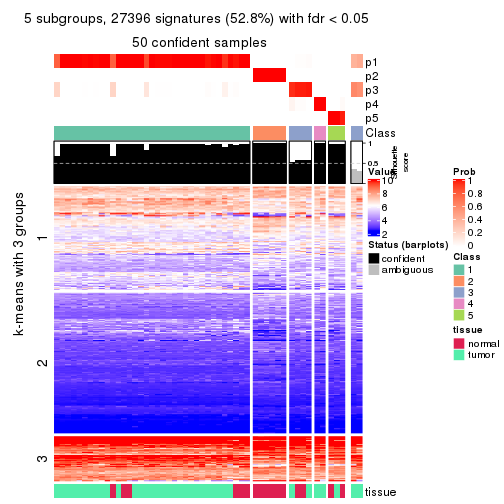 5 subgroups, 27396 signatures (52.8%) with fdr < 0.05
50 confident samples
p1
p2
p3
p4
p5
Class
1
0.5
Silhouette
score
k-means with 3 groups
1
2
3
tissue
Value
10
8
6
4
2
Status (barplots)
confident
ambiguous
Prob
1
0.8
0.6
0.4
0.2
0
Class
1
2
3
4
5
tissue
normal
tumor